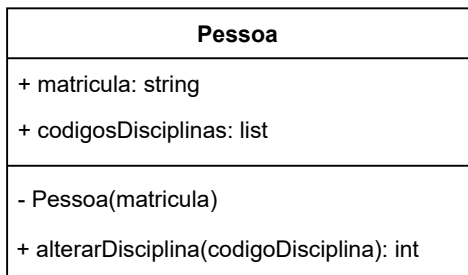 Pessoa
+ matricula: string
+ codigosDisciplinas: list
- Pessoa(matricula)
+ alterarDisciplina(codigoDisciplina): int